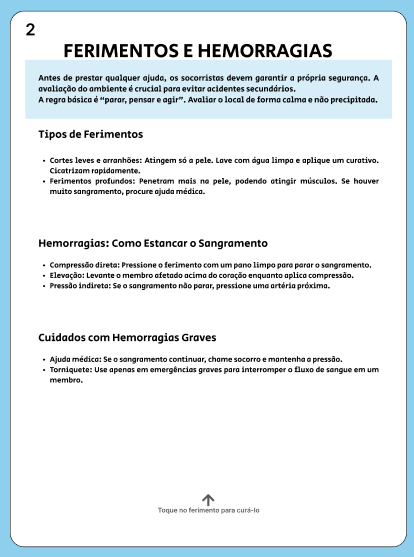 2
FERIMENTOS E HEMORRAGIAS
Antes de prestar qualquer ajuda, os socorristas devem garantir a própria segurança. A
avaliação do ambiente é crucial para evitar acidentes secundários.
A regra básica é “parar, pensar e agir”. Avaliar o local de forma calma e não precipitada.
Tipos de Ferimentos
• Cortes leves e arranhões: Atingem só a pele. Lave com água limpa e aplique um curativo.
Cicatrizam rapidamente.
• Ferimentos profundos: Penetram mais na pele, podendo atingir músculos. Se houver
muito sangramento, procure ajuda médica.
Hemorragias: Como Estancar o Sangramento
• Compressão direta: Pressione o ferimento com um pano limpo para parar o sangramento.
• Elevação: Levante o membro afetado acima do coração enquanto aplica compressão.
• Pressão indireta: Se o sangramento não parar, pressione uma artéria próxima.
Cuidados com Hemorragias Graves
• Ajuda médica: Se o sangramento continuar, chame socorro e mantenha a pressão.
• Torniquete: Use apenas em emergências graves para interromper o fluxo de sangue em um
membro.
Toque no ferimento para curá-lo